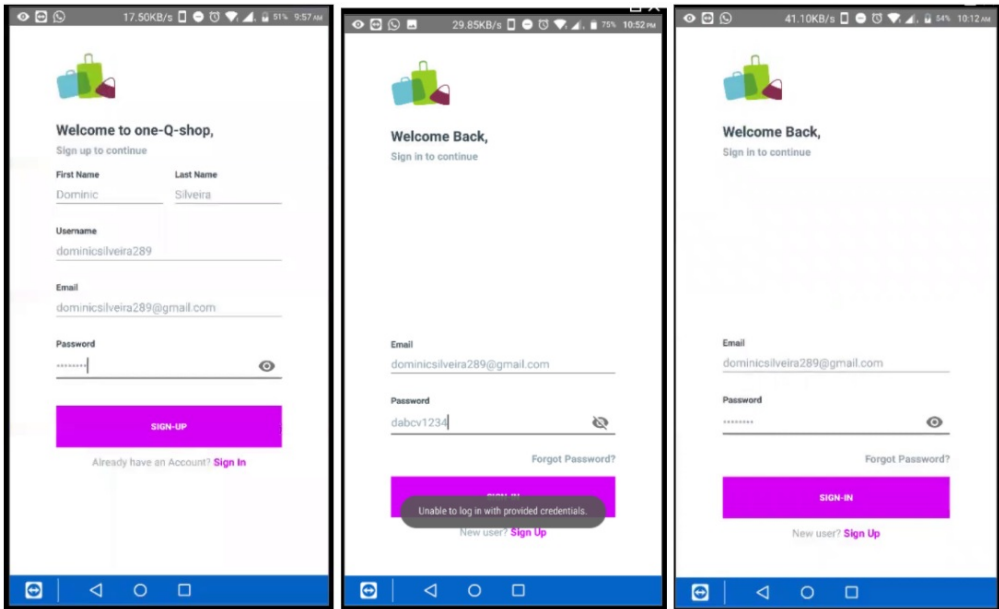 17.50KB/s 51% 9:57 AM
Welcome to one-Q-shop,
Sign up to continue
First Name Last Name
Dominic Silveira
Username
dominicsilveira289
Email
dominicsilveira289@gmail.com
Password
........
SIGN-UP
Already have an Account? Sign In
29.85KB/s 75% 10:52 PM
Welcome Back,
Sign in to continue
Email
dominicsilveira289@gmail.com
Password
dabcv1234
Forgot Password?
Unable to log in with provided credentials.
New user? Sign Up
41.10KB/s 54% 10:12 AM
Welcome Back,
Sign in to continue
Email
dominicsilveira289@gmail.com
Password
........
Forgot Password?
SIGN-IN
New user? Sign Up